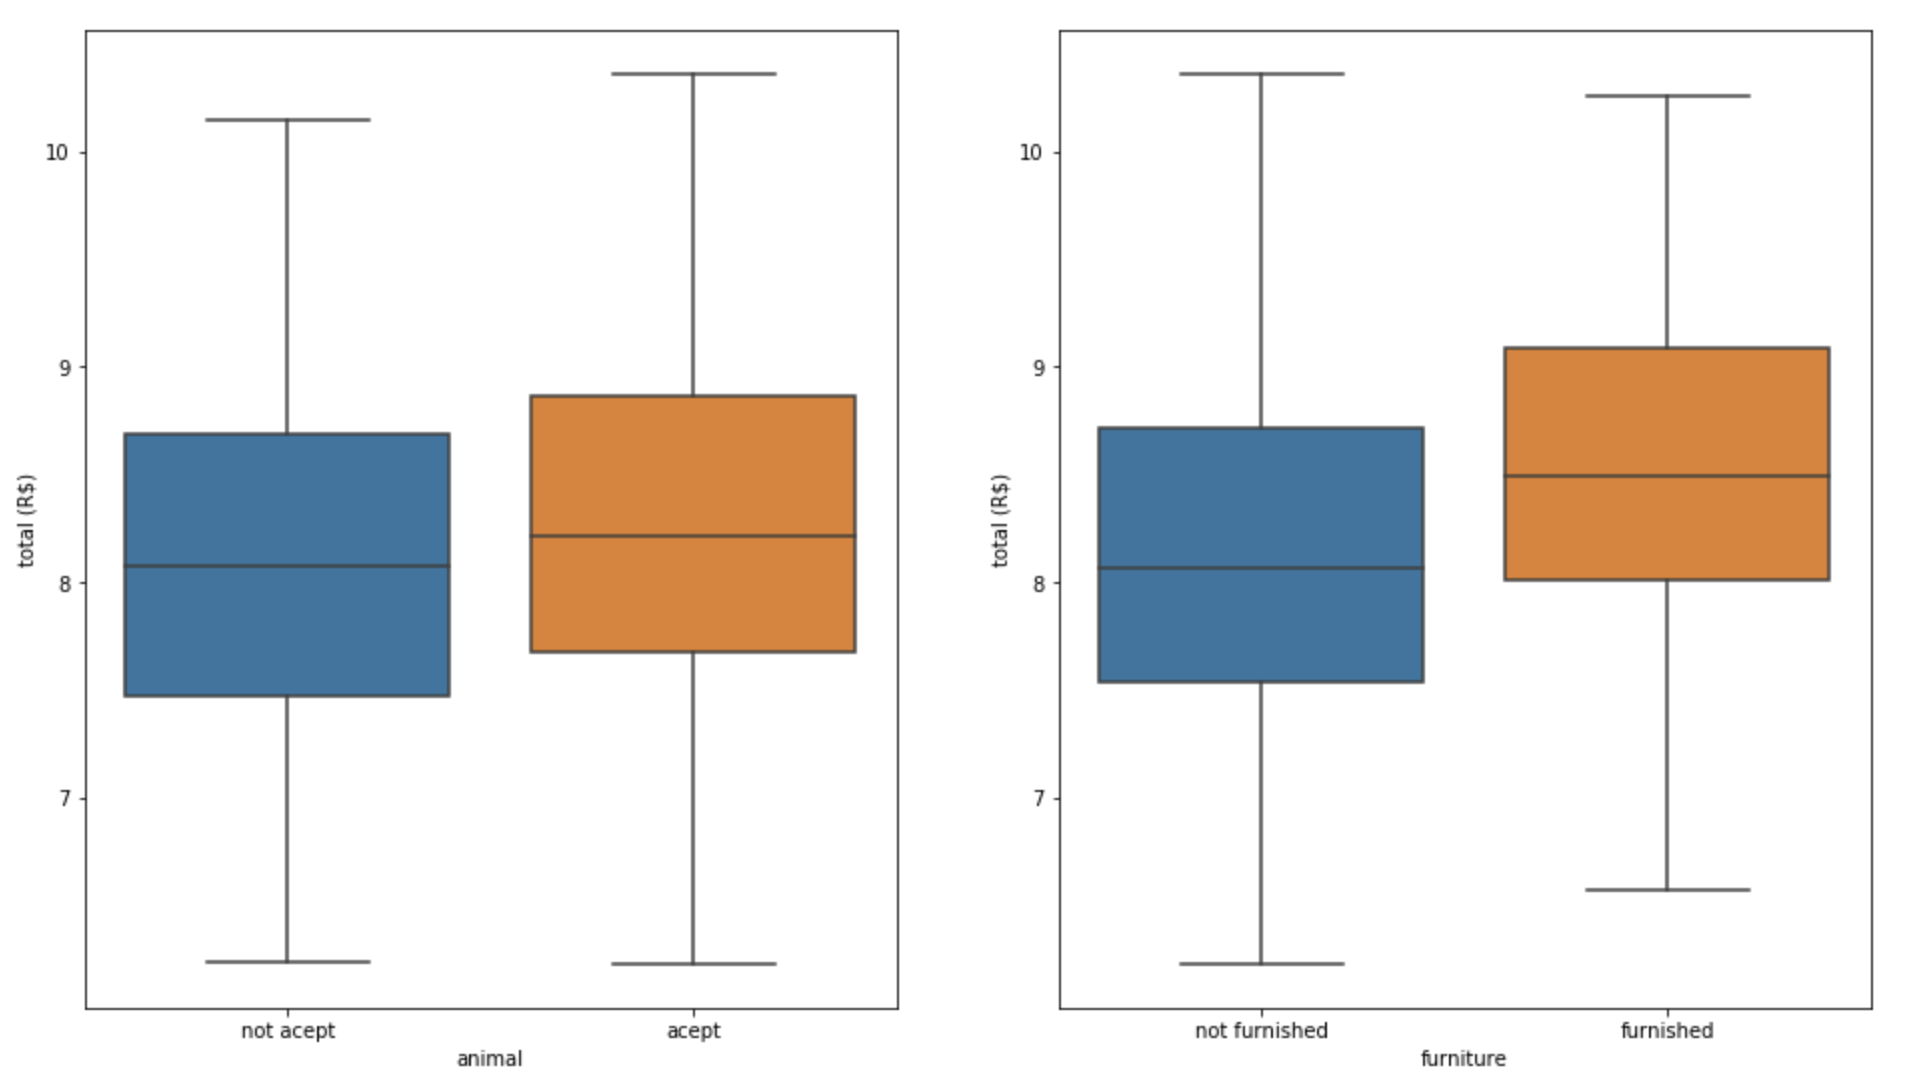 10
9
8
7
total (R$)
not acept
acept
animal
10
9
8
7
total (R$)
not furnished
furnished
furniture